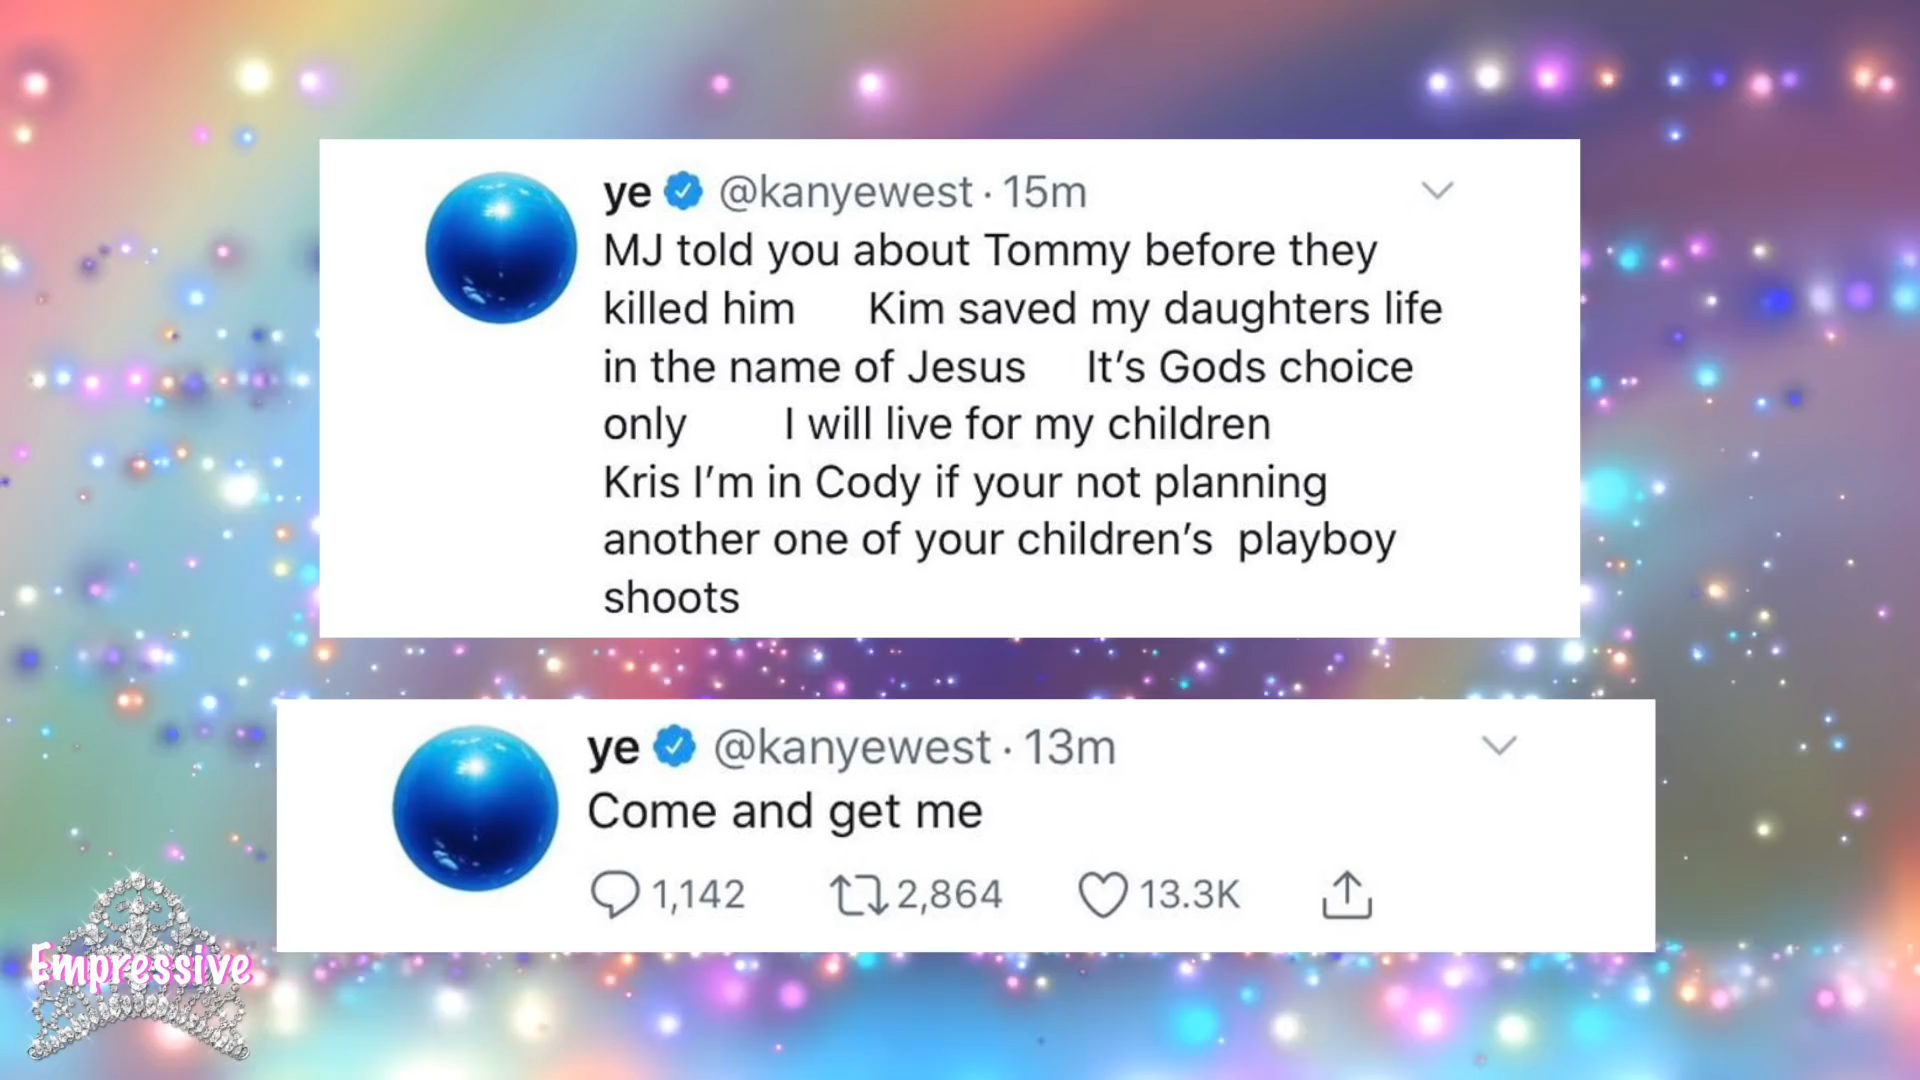 ye @kanyewest · 15m
MJ told you about Tommy before they
killed him Kim saved my daughters life
in the name of Jesus It's Gods choice
only I will live for my children
Kris I'm in Cody if your not planning
another one of your children's playboy
shoots
ye @kanyewest · 13m
Come and get me
1,142 2,864 13.3K
Empressive